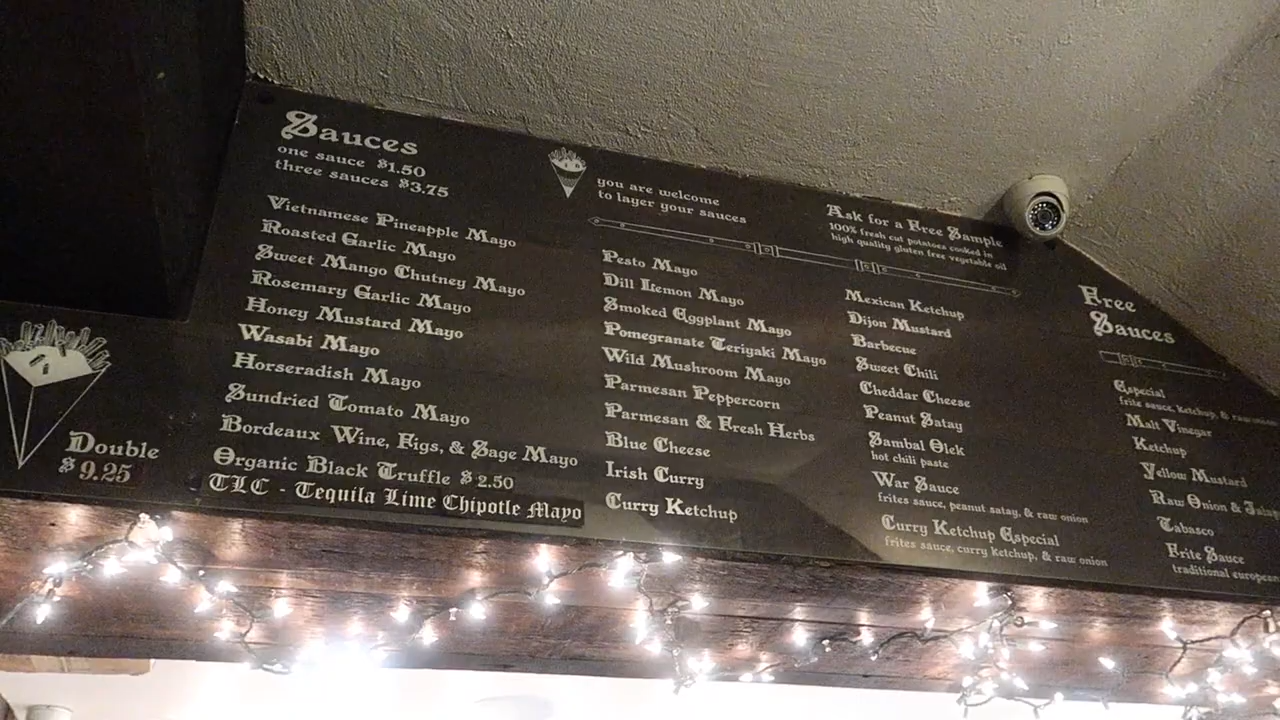 Sauces
one sauce $1.50
three sauces $3.75
Vietnamese Pineapple Mayo
Roasted Garlic Mayo
Sweet Mango Chutney Mayo
Rosemary Garlic Mayo
Honey Mustard Mayo
Wasabi Mayo
Horseradish Mayo
Sundried Tomato Mayo
Bordeaux Wine, Figs, & Sage Mayo
Organic Black Truffle $2.50
TLC - Tequila Lime Chipotle Mayo
Double
$9.25
you are welcome
to layer your sauces
Pesto Mayo
Dill Lemon Mayo
Smoked Eggplant Mayo
Pomegranate Teriyaki Mayo
Wild Mushroom Mayo
Parmesan Peppercorn
Parmesan & Fresh Herbs
Blue Cheese
Irish Curry
Curry Ketchup
Ask for a Free Sample
100% fresh cut potatoes cooked in
high quality gluten free vegetable oil
Mexican Ketchup
Dijon Mustard
Barbecue
Sweet Chili
Cheddar Cheese
Peanut Satay
Sambal Olek
hot chili paste
War Sauce
frites sauce, peanut satay, & raw onion
Curry Ketchup Especial
frites sauce, curry ketchup, & raw onion
Free
Sauces
Especial
frite sauce, ketchup, & raw onion
Malt Vinegar
Ketchup
Yellow Mustard
Raw Onion &
Tabasco
Frite Sauce
traditional european